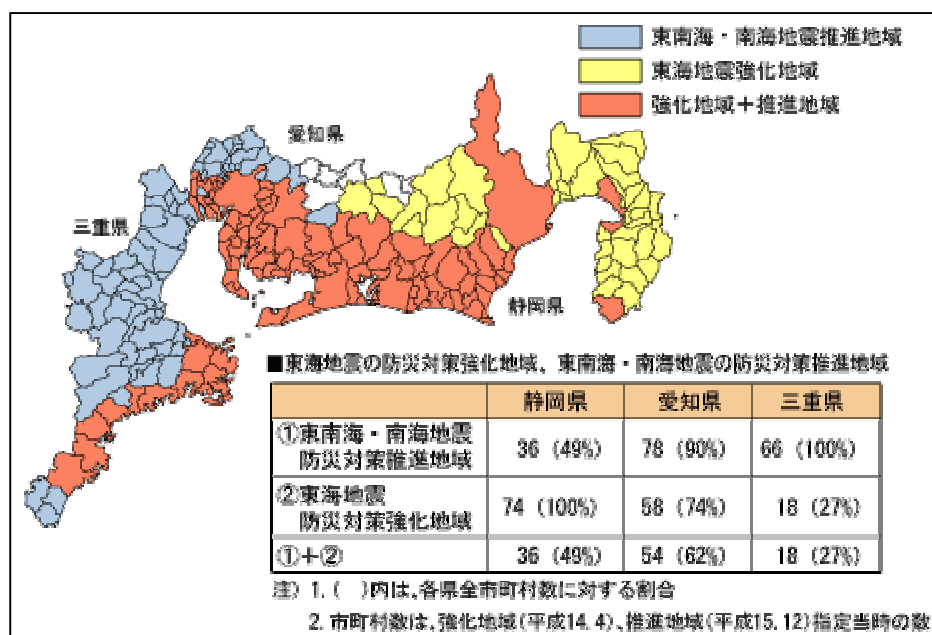 東南海・南海地震推進地域
東海地震強化地域
強化地域＋推進地域
愛知県
三重県
静岡県
■東海地震の防災対策強化地域、東南海・南海地震の防災対策推進地域
静岡県 愛知県 三重県
①東南海・南海地震
防災対策推進地域 36 (49%) 78 (90%) 66 (100%)
②東海地震
防災対策強化地域 74 (100%) 58 (74%) 18 (27%)
①＋② 36 (49%) 54 (62%) 18 (27%)
注) 1. ( )内は、各県全市町村数に対する割合
2. 市町村数は、強化地域(平成14.4)、推進地域(平成15.12)指定当時の数